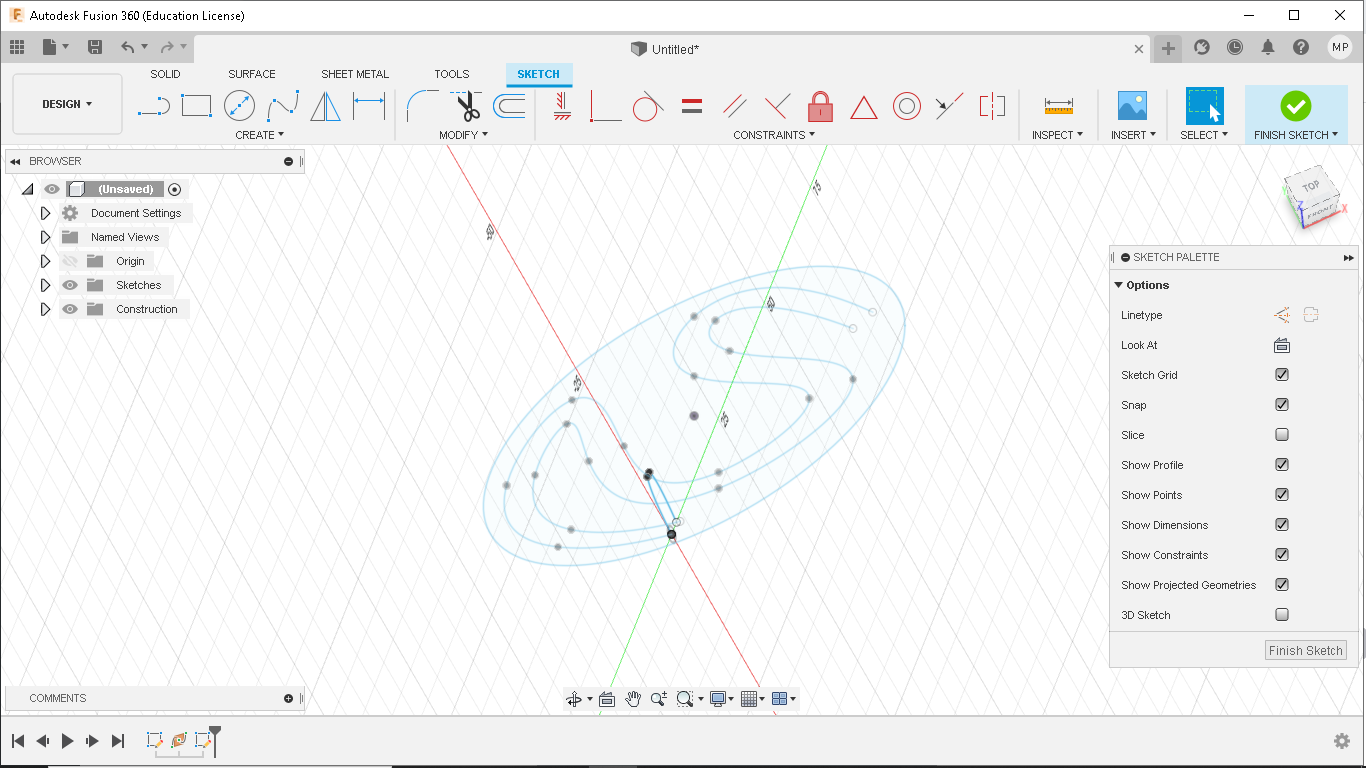 Autodesk Fusion 360 (Education License)
Untitled*
MP
SOLID SURFACE SHEET METAL TOOLS SKETCH
DESIGN
CREATE MODIFY CONSTRAINTS INSPECT INSERT SELECT FINISH SKETCH
BROWSER
(Unsaved)
Document Settings
Named Views
Origin
Sketches
Construction
75
25
TOP
FRONT
Z
X
SKETCH PALETTE
Options
Linetype
Look At
Sketch Grid
Snap
Slice
Show Profile
Show Points
Show Dimensions
Show Constraints
Show Projected Geometries
3D Sketch
Finish Sketch
COMMENTS